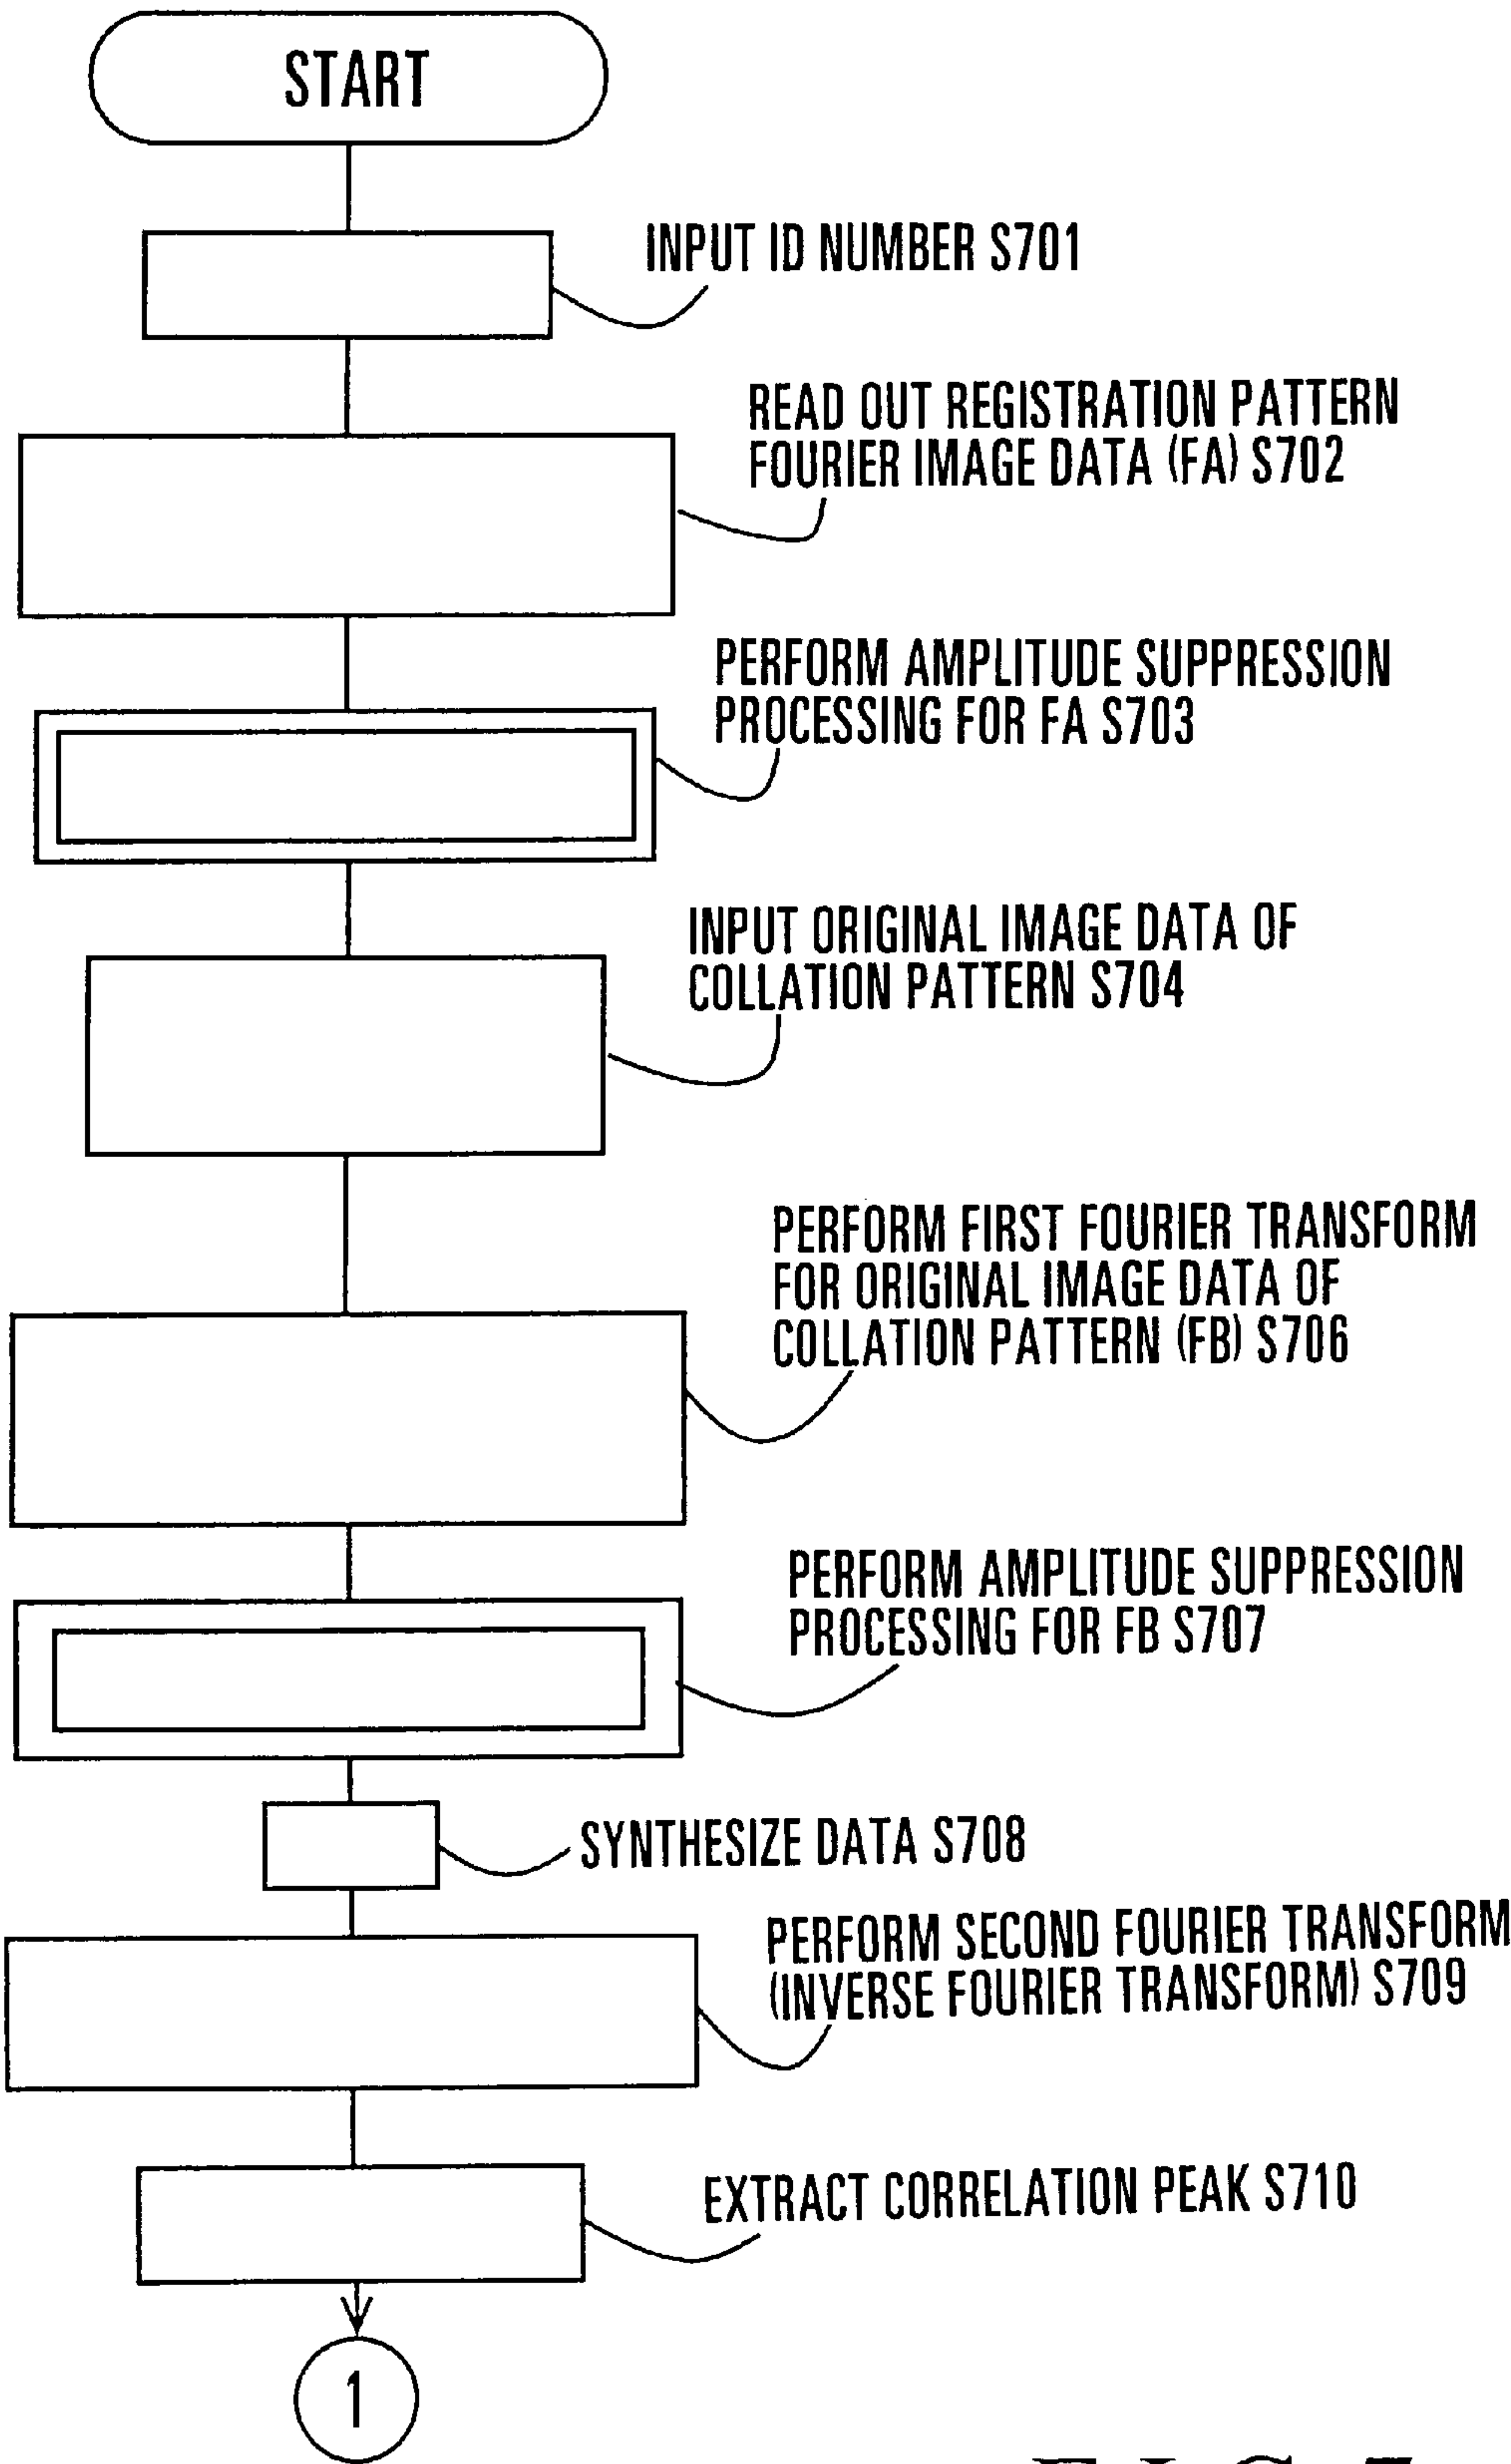 START
INPUT ID NUMBER S701
READ OUT REGISTRATION PATTERN
FOURIER IMAGE DATA (FA) S702
PERFORM AMPLITUDE SUPPRESSION
PROCESSING FOR FA S703
INPUT ORIGINAL IMAGE DATA OF
COLLATION PATTERN S704
PERFORM FIRST FOURIER TRANSFORM
FOR ORIGINAL IMAGE DATA OF
COLLATION PATTERN (FB) S706
PERFORM AMPLITUDE SUPPRESSION
PROCESSING FOR FB S707
SYNTHESIZE DATA S708
PERFORM SECOND FOURIER TRANSFORM
(INVERSE FOURIER TRANSFORM) S709
EXTRACT CORRELATION PEAK S710
1